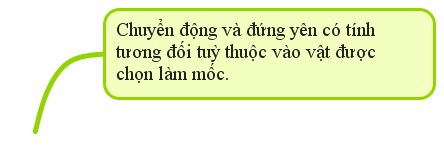 Chuyển động và đứng yên có tính
tương đối tuỳ thuộc vào vật được
chọn làm mốc.